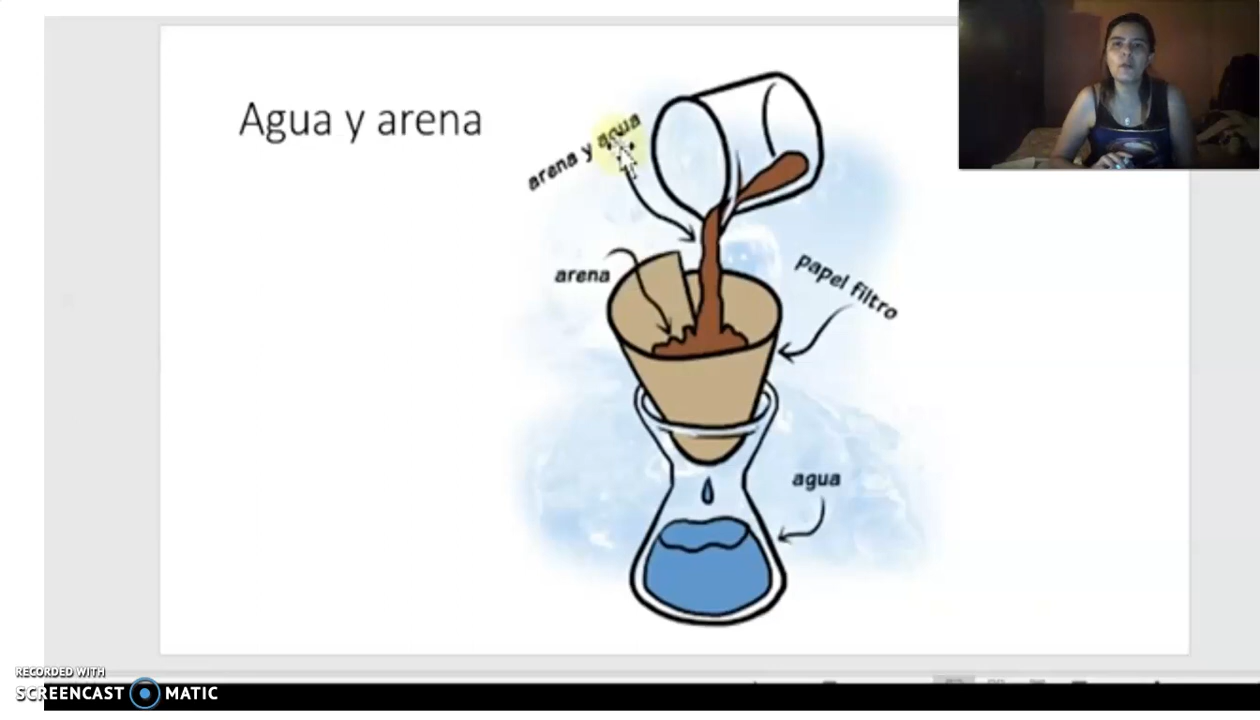 Agua y arena
arena y agua
arena
papel filtro
agua
RECORDED WITH
SCREENCAST MATIC